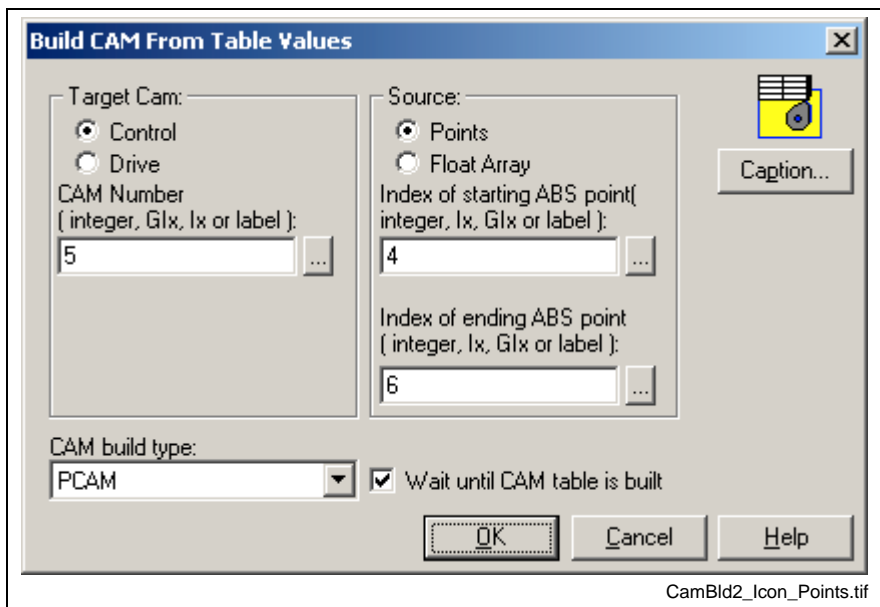 Build CAM From Table Values
Target Cam:
Control
Drive
CAM Number
( integer, GIx, Ix or label ):
5
...
Source:
Points
Float Array
Index of starting ABS point(
integer, Ix, GIx or label ):
4
...
Index of ending ABS point
( integer, Ix, GIx or label ):
6
...
Caption...
CAM build type:
PCAM
Wait until CAM table is built
OK
Cancel
Help
CamBld2_Icon_Points.tif